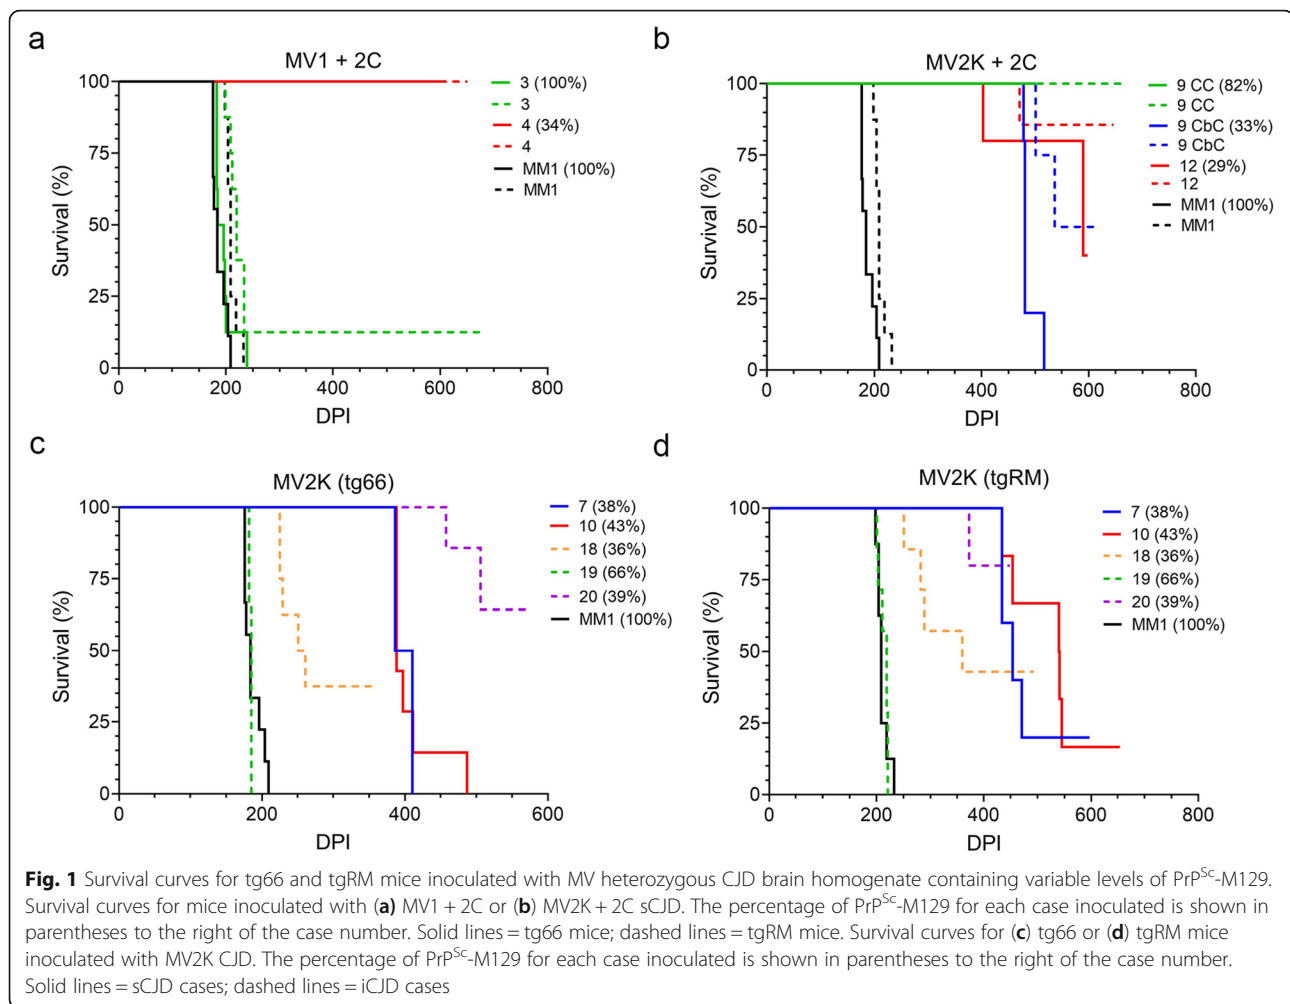 a
MV1 + 2C
100
75
50
25
0
Survival (%)
0 200 400 600 800
DPI
3 (100%)
3
4 (34%)
4
MM1 (100%)
MM1
b
MV2K + 2C
100
75
50
25
0
Survival (%)
0 200 400 600 800
DPI
9 CC (82%)
9 CC
9 CbC (33%)
9 CbC
12 (29%)
12
MM1 (100%)
MM1
c
MV2K (tg66)
100
75
50
25
0
Survival (%)
0 200 400 600
DPI
7 (38%)
10 (43%)
18 (36%)
19 (66%)
20 (39%)
MM1 (100%)
d
MV2K (tgRM)
100
75
50
25
0
Survival (%)
0 200 400 600 800
DPI
7 (38%)
10 (43%)
18 (36%)
19 (66%)
20 (39%)
MM1 (100%)
Fig. 1 Survival curves for tg66 and tgRM mice inoculated with MV heterozygous CJD brain homogenate containing variable levels of PrP^Sc-M129.
Survival curves for mice inoculated with (a) MV1 + 2C or (b) MV2K + 2C sCJD. The percentage of PrP^Sc-M129 for each case inoculated is shown in
parentheses to the right of the case number. Solid lines = tg66 mice; dashed lines = tgRM mice. Survival curves for (c) tg66 or (d) tgRM mice
inoculated with MV2K CJD. The percentage of PrP^Sc-M129 for each case inoculated is shown in parentheses to the right of the case number.
Solid lines = sCJD cases; dashed lines = iCJD cases